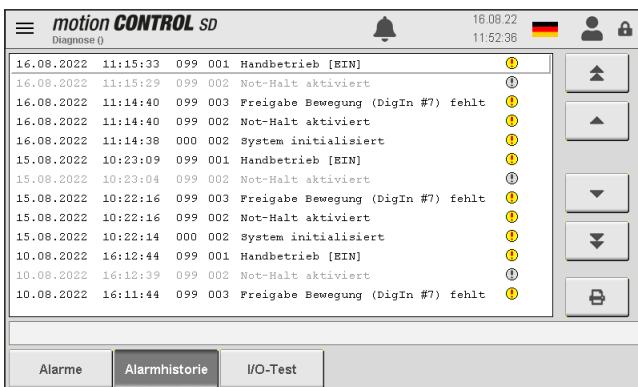 motion CONTROL SD
Diagnose ()
16.08.22
11:52:36
16.08.2022 11:15:33 099 001 Handbetrieb [EIN]
16.08.2022 11:15:29 099 002 Not-Halt aktiviert
16.08.2022 11:14:40 099 003 Freigabe Bewegung (DigIn #7) fehlt
16.08.2022 11:14:40 099 002 Not-Halt aktiviert
16.08.2022 11:14:38 000 002 System initialisiert
15.08.2022 10:23:09 099 001 Handbetrieb [EIN]
15.08.2022 10:23:04 099 002 Not-Halt aktiviert
15.08.2022 10:22:16 099 003 Freigabe Bewegung (DigIn #7) fehlt
15.08.2022 10:22:16 099 002 Not-Halt aktiviert
15.08.2022 10:22:14 000 002 System initialisiert
10.08.2022 16:12:44 099 001 Handbetrieb [EIN]
10.08.2022 16:12:39 099 002 Not-Halt aktiviert
10.08.2022 16:11:44 099 003 Freigabe Bewegung (DigIn #7) fehlt
Alarme Alarmhistorie I/O-Test